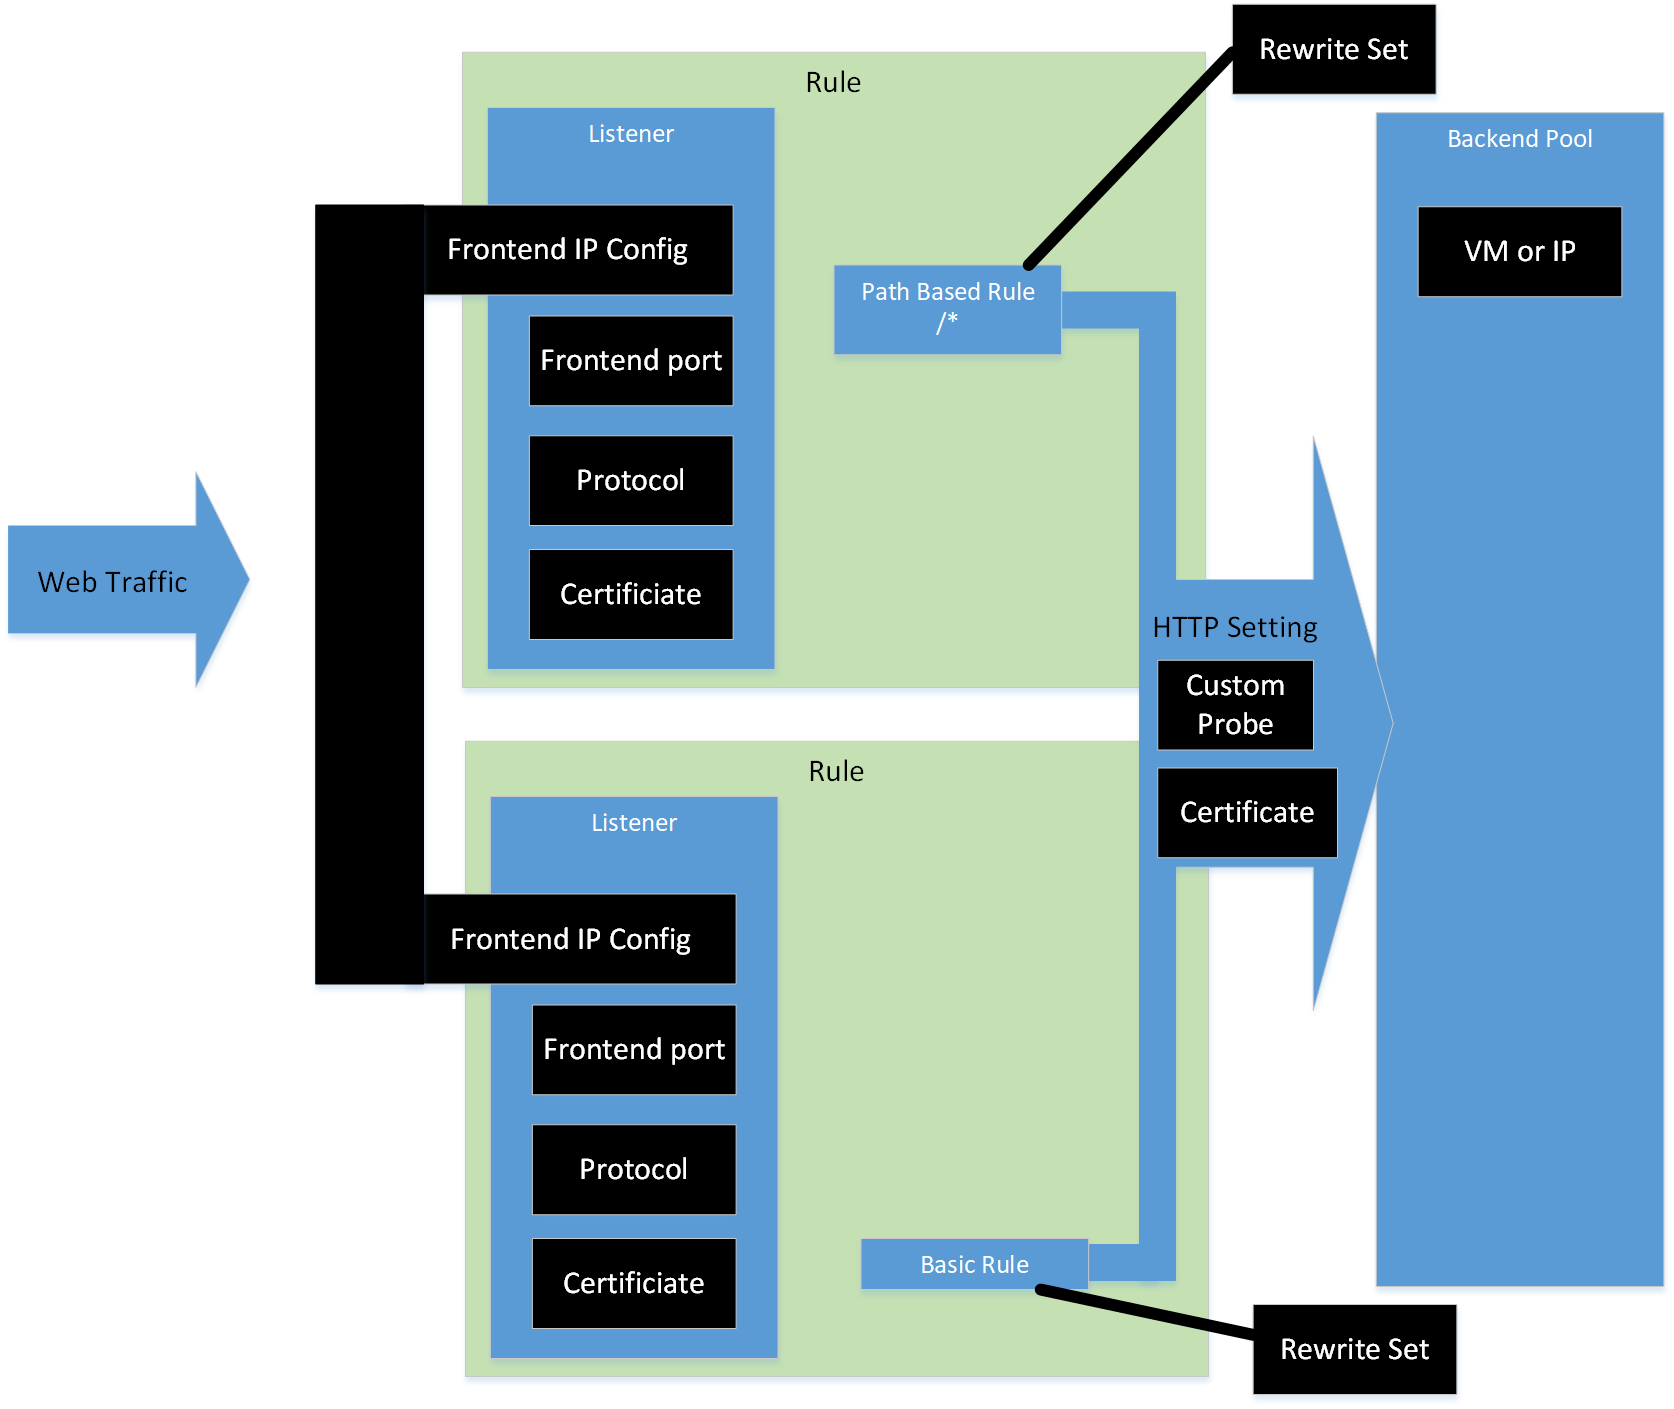 Rewrite Set
Rule
Listener
Backend Pool
Frontend IP Config
VM or IP
Path Based Rule
/*
Frontend port
Protocol
Certificiate
Web Traffic
HTTP Setting
Custom
Probe
Certificate
Rule
Listener
Frontend IP Config
Frontend port
Protocol
Certificiate
Basic Rule
Rewrite Set